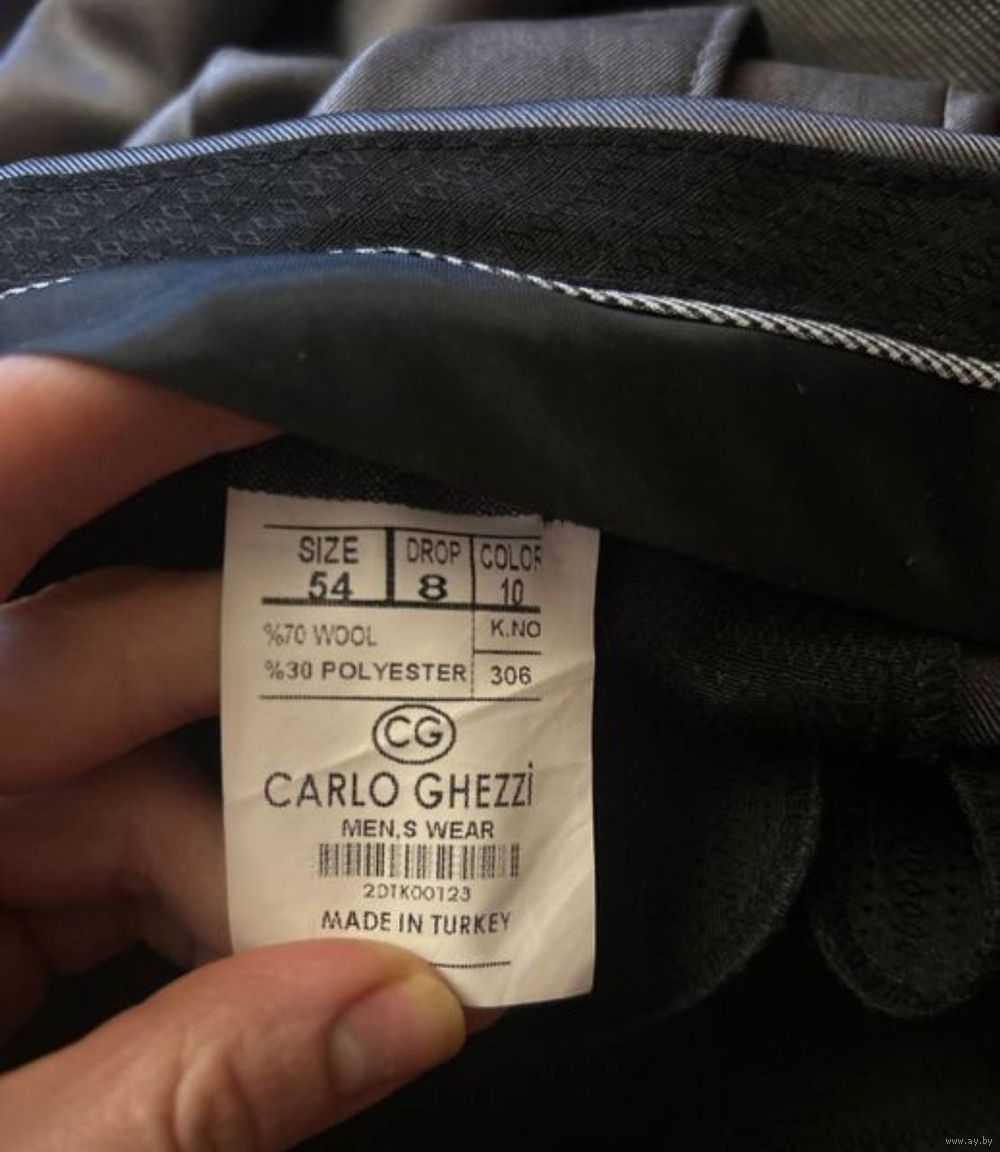 SIZE DROP COLOR
54 8 10
%70 WOOL K.NO
%30 POLYESTER 306
CG
CARLO GHEZZi
MEN,S WEAR
2DTK00123
MADE IN TURKEY
www.ay.by